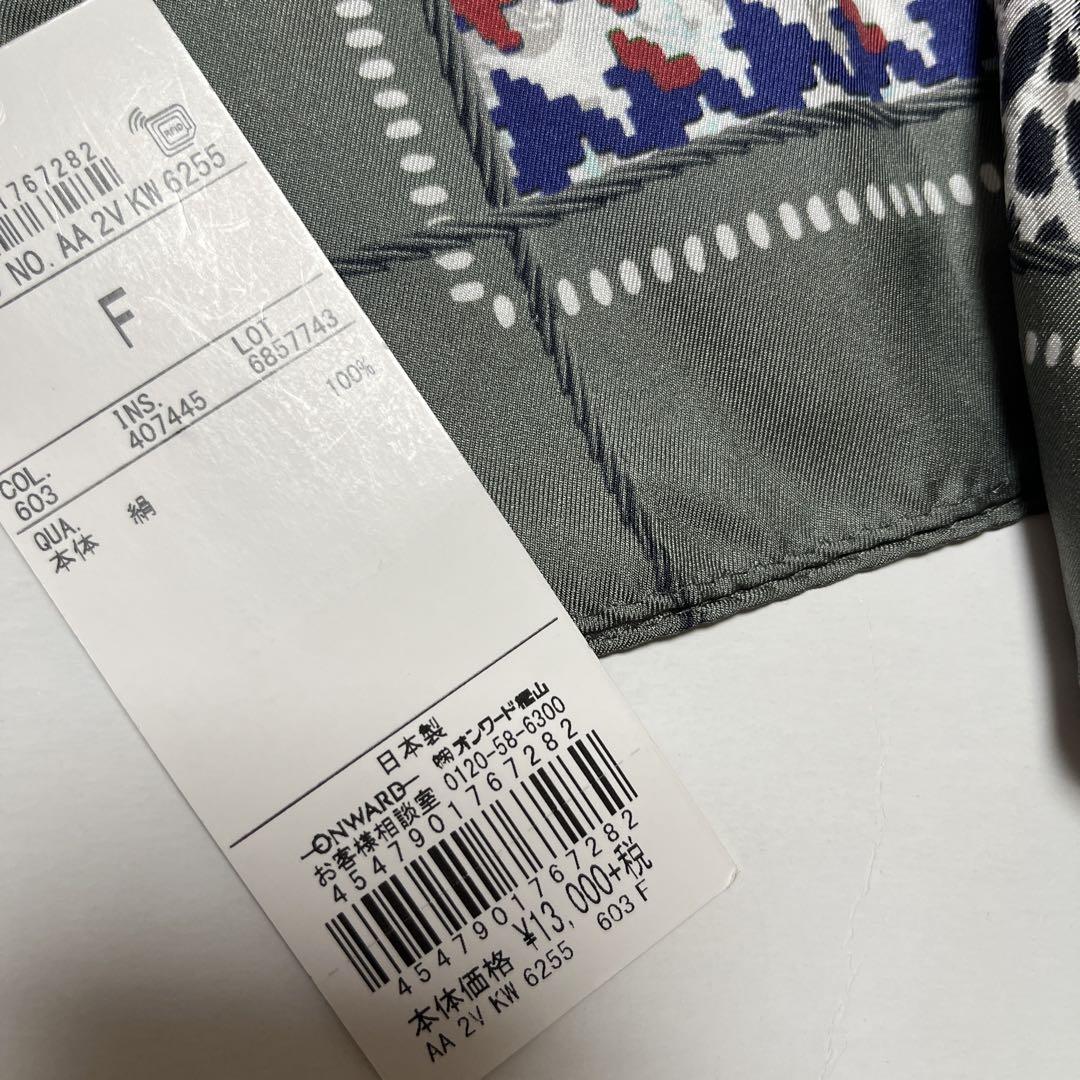 RFID
767282
NO. AA 2V KW 6255
F
INS. LOT
407445 6857743
COL.
603
100%
QUA.
本体 絹
日本製
ONWARD ㈱オンワード樫山
お客様相談室 0120-58-6300
4547901767282
4547901767282
本体価格 ¥13,000+税
AA 2V KW 6255 603 F